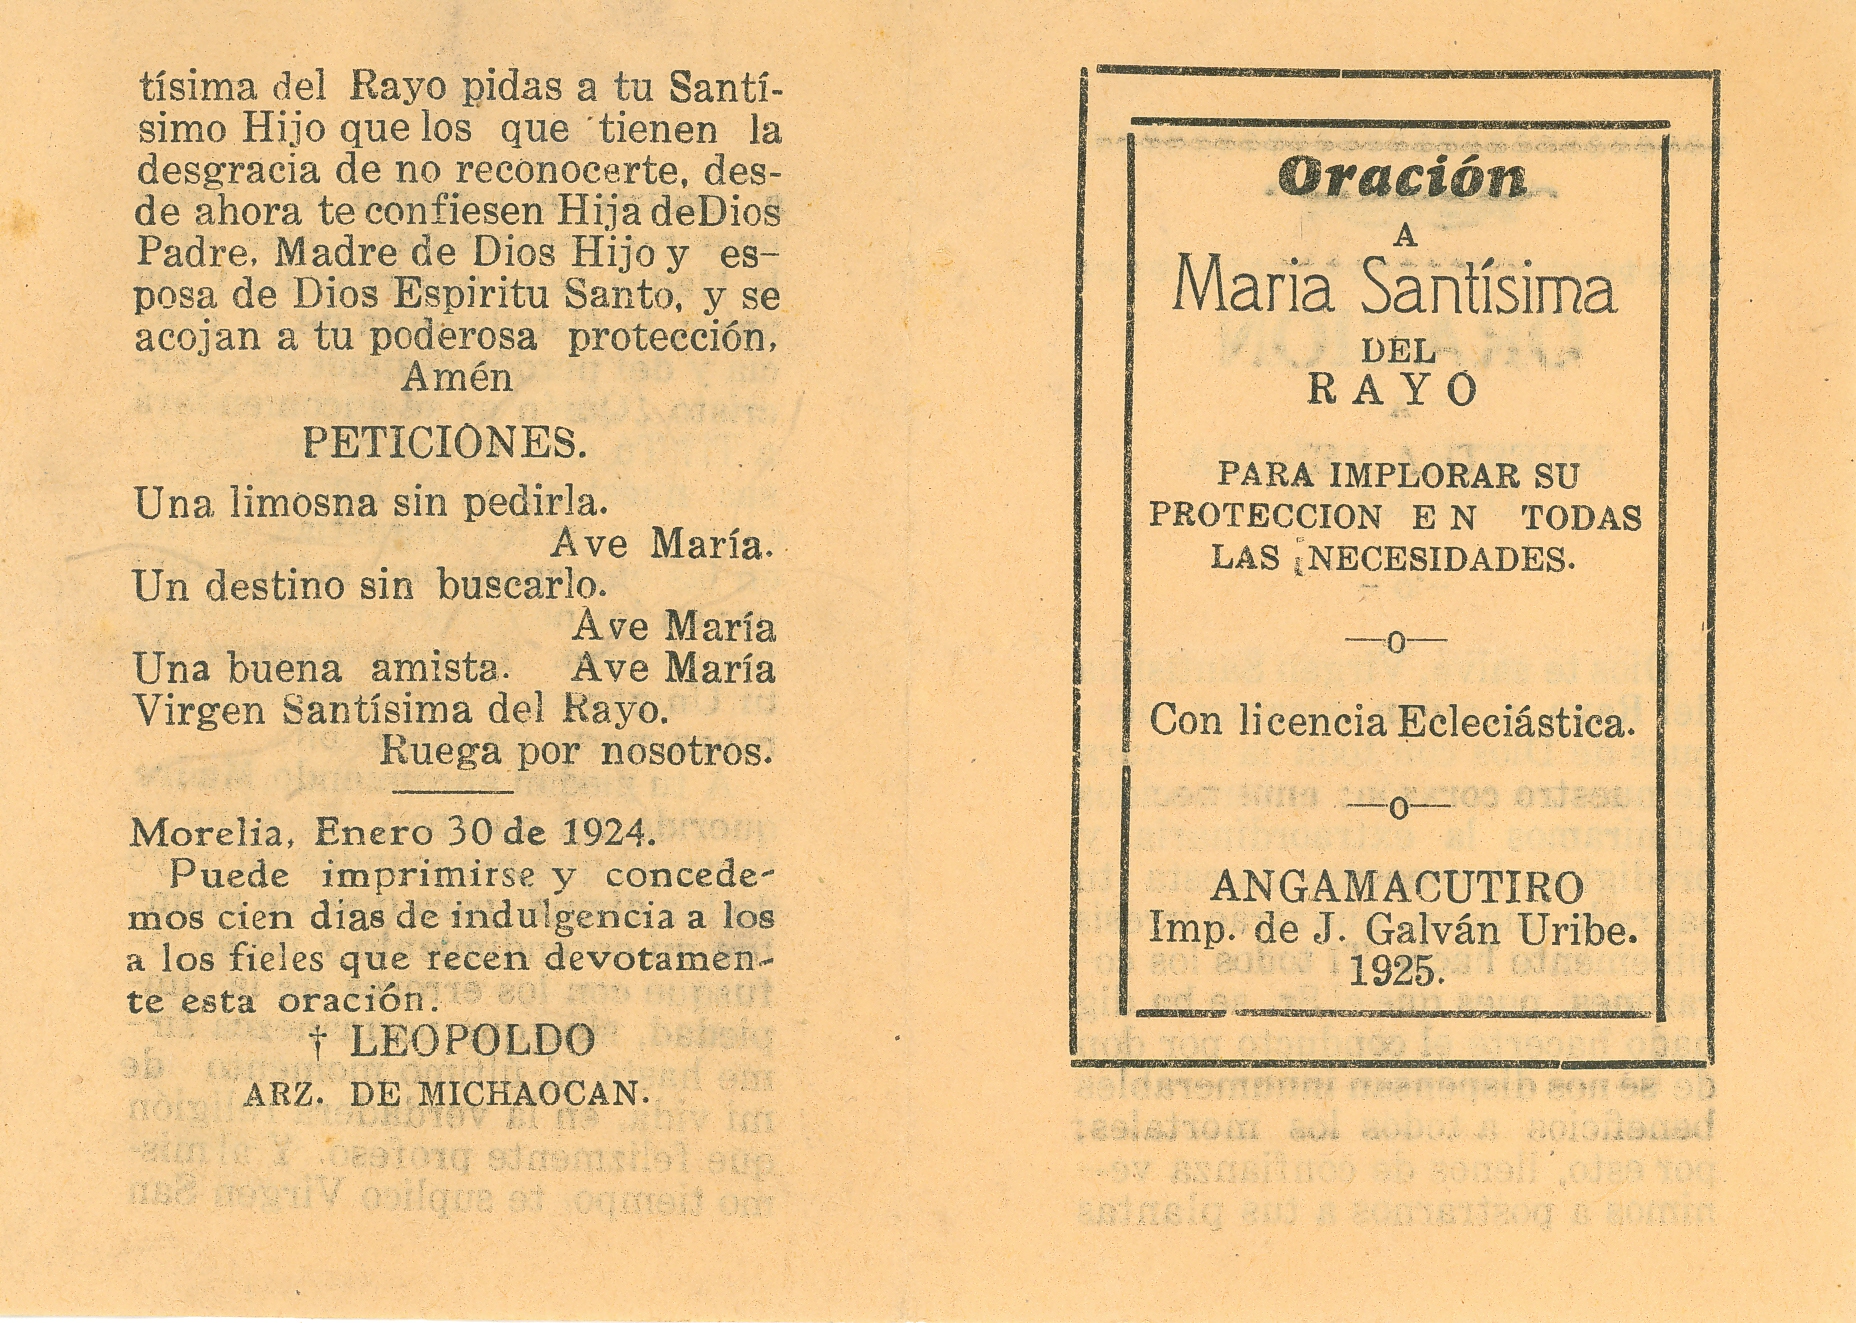 tísima del Rayo pidas a tu Santí-
simo Hijo que los que tienen la
desgracia de no reconocerte, des-
de ahora te confiesen Hija deDios
Padre, Madre de Dios Hijo y es-
posa de Dios Espiritu Santo, y se
acojan a tu poderosa protección,
Amén
PETICIONES.
Una limosna sin pedirla.
Ave María.
Un destino sin buscarlo.
Ave María
Una buena amista. Ave María
Virgen Santísima del Rayo.
Ruega por nosotros.
Morelia, Enero 30 de 1924.
Puede imprimirse y concede-
mos cien dias de indulgencia a los
a los fieles que recen devotamen-
te esta oración.
† LEOPOLDO
ARZ. DE MICHAOCAN.
Oración
A
Maria Santísima
DEL
RAYO
PARA IMPLORAR SU
PROTECCION EN TODAS
LAS NECESIDADES.
—o—
Con licencia Ecleciástica.
—o—
ANGAMACUTIRO
Imp. de J. Galván Uribe.
1925.